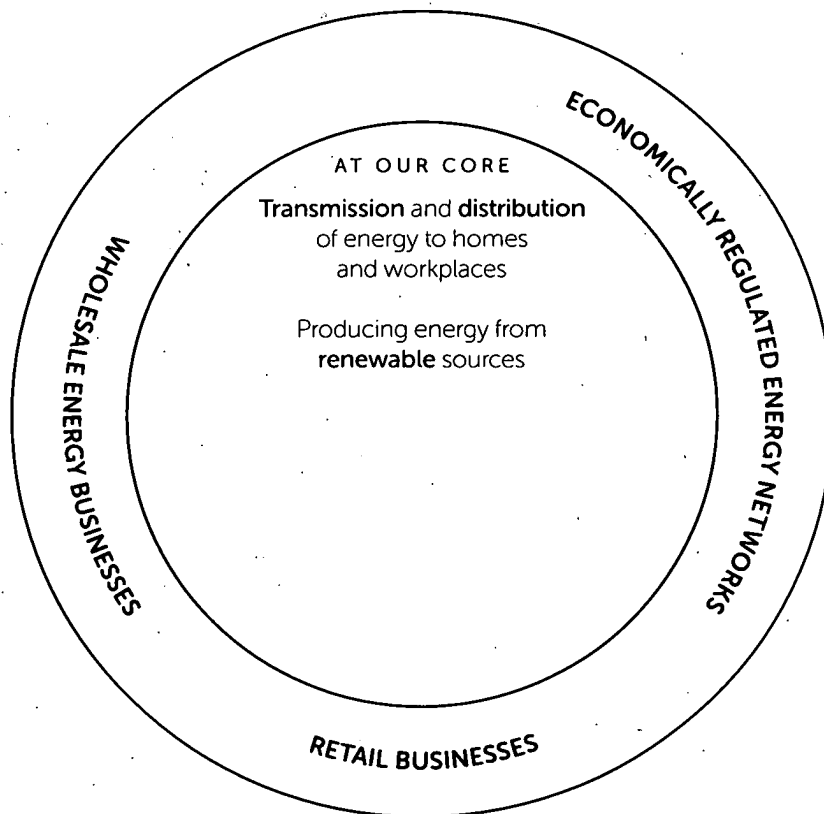 ECONOMICALLY REGULATED ENERGY NETWORKS
AT OUR CORE
Transmission and distribution
of energy to homes
and workplaces
Producing energy from
renewable sources
WHOLESALE ENERGY BUSINESSES
RETAIL BUSINESSES